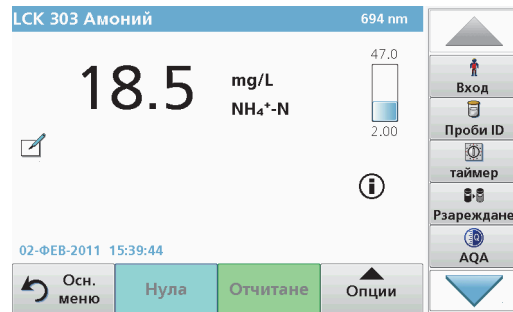 LCK 303 Амоний
694 nm
47.0
18.5 mg/L
NH₄⁺-N
2.00
02-ФЕВ-2011 15:39:44
Осн. меню
Нула
Отчитане
Опции
Вход
Проби ID
таймер
Рзареждане
AQA